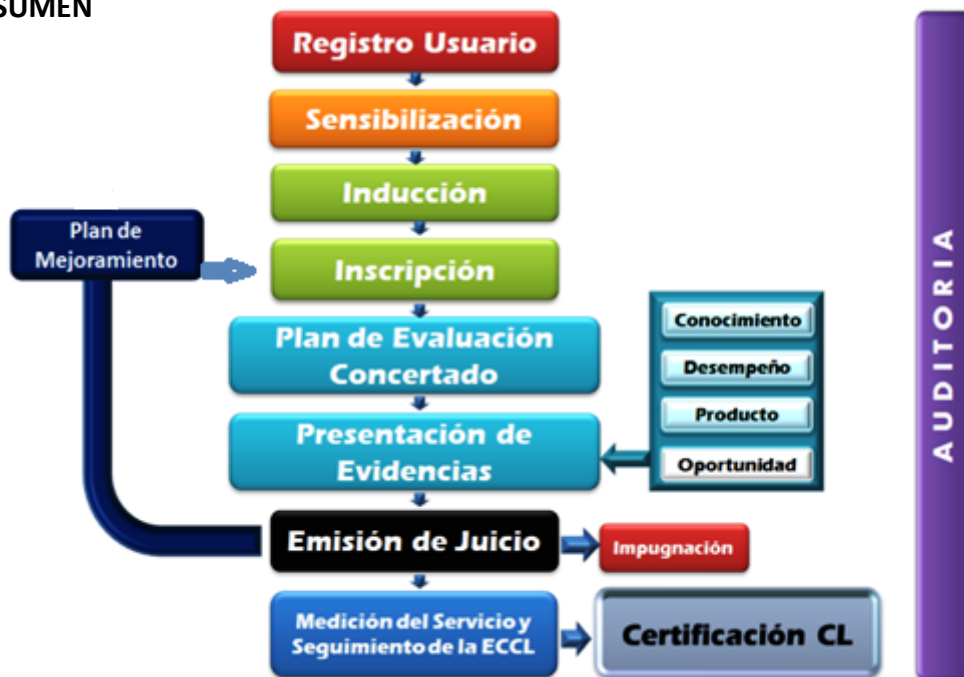 SUMEN
Registro Usuario
Sensibilización
Inducción
Plan de
Mejoramiento
Inscripción
Plan de Evaluación
Concertado
Presentación de
Evidencias
Conocimiento
Desempeño
Producto
Oportunidad
Emisión de Juicio
Impugnación
Medición del Servicio y
Seguimiento de la ECCL
Certificación CL
AUDITORIA